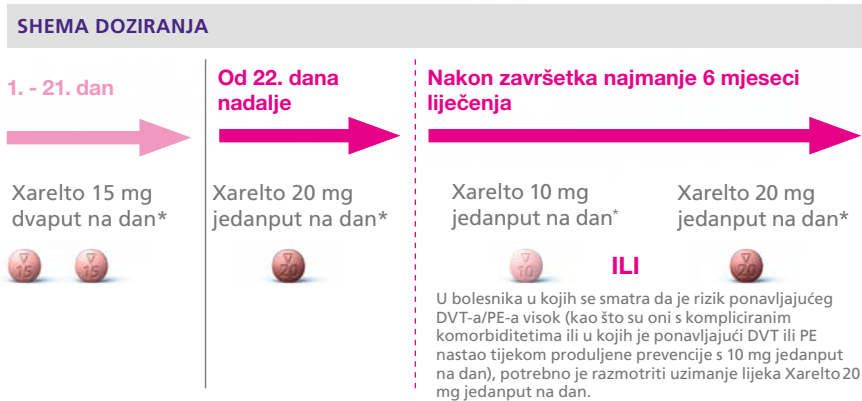 SHEMA DOZIRANJA
1. - 21. dan
Xarelto 15 mg
dvaput na dan*
15
15
Od 22. dana
nadalje
Xarelto 20 mg
jedanput na dan*
20
Nakon završetka najmanje 6 mjeseci
liječenja
Xarelto 10 mg
jedanput na dan*
10
ILI
Xarelto 20 mg
jedanput na dan*
20
U bolesnika u kojih se smatra da je rizik ponavljajućeg
DVT-a/PE-a visok (kao što su oni s kompliciranim
komorbiditetima ili u kojih je ponavljajući DVT ili PE
nastao tijekom produljene prevencije s 10 mg jedanput
na dan), potrebno je razmotriti uzimanje lijeka Xarelto 20
mg jedanput na dan.